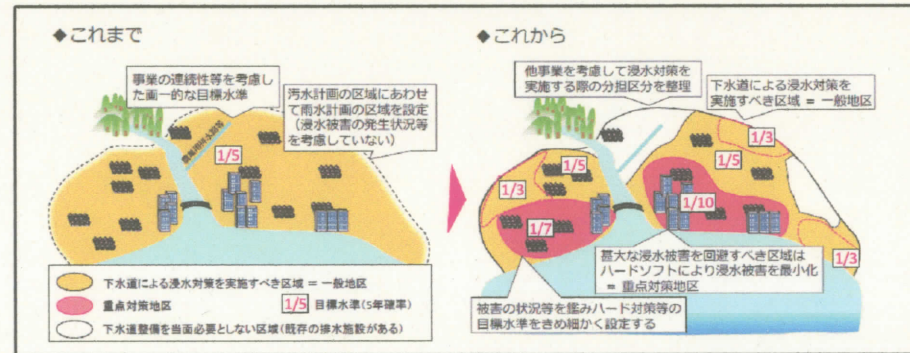 ◆これまで
事業の連続性等を考慮し
た画一的な目標水準
汚水計画の区域にあわせ
て雨水計画の区域を設定
(浸水被害の発生状況等
を考慮していない)
1/5
下水道による浸水対策を実施すべき区域 = 一般地区
重点対策地区
1/5 目標水準(5年確率)
下水道整備を当面必要としない区域(既存の排水施設がある)
◆これから
他事業を考慮して浸水対策を
実施する際の分担区分を整理
下水道による浸水対策を
実施すべき区域 = 一般地区
1/3
1/5
1/5
1/3
1/10
1/7
1/3
甚大な浸水被害を回避すべき区域は
ハードソフトにより浸水被害を最小化
= 重点対策地区
被害の状況等を鑑みハード対策等の
目標水準をきめ細かく設定する